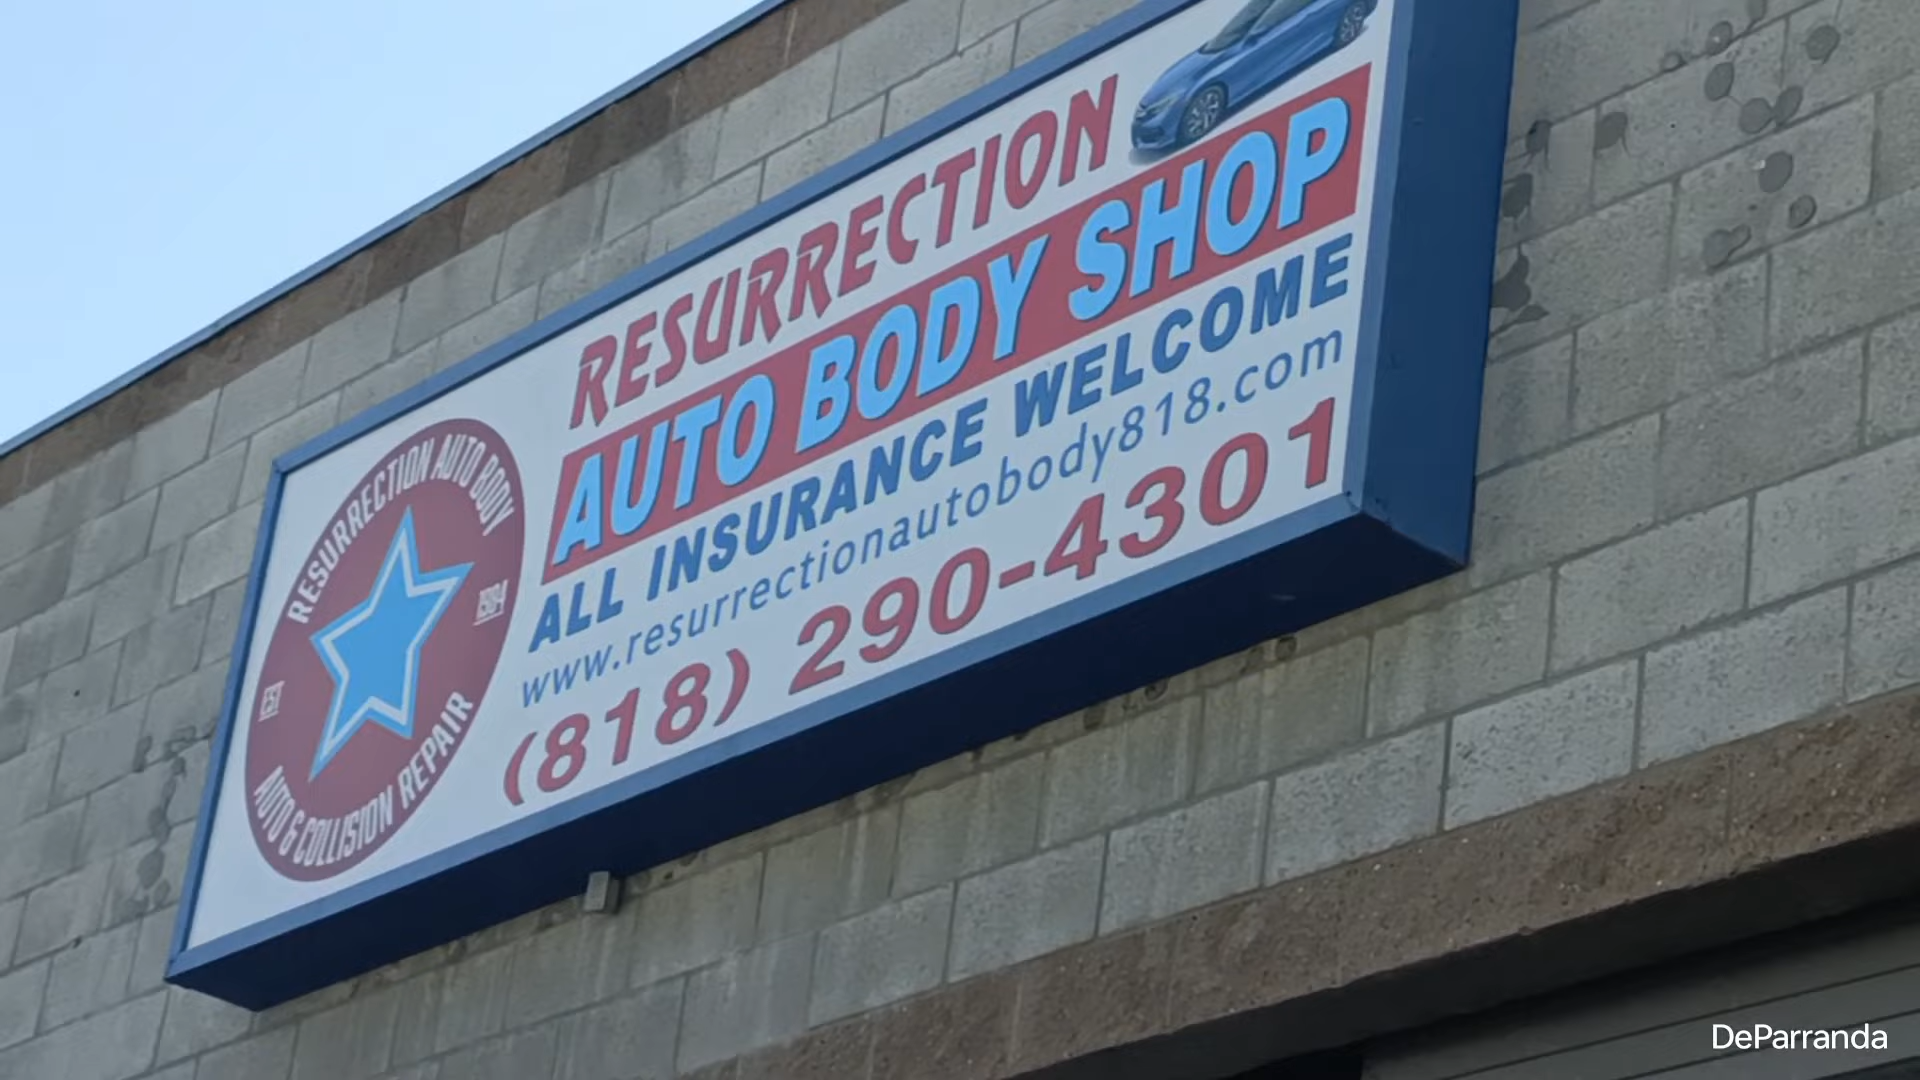 RESURRECTION
AUTO BODY SHOP
ALL INSURANCE WELCOME
www.resurrectionautobody818.com
(818) 290-4301
RESURRECTION AUTO BODY
EST
1984
AUTO & COLLISION REPAIR
DeParranda